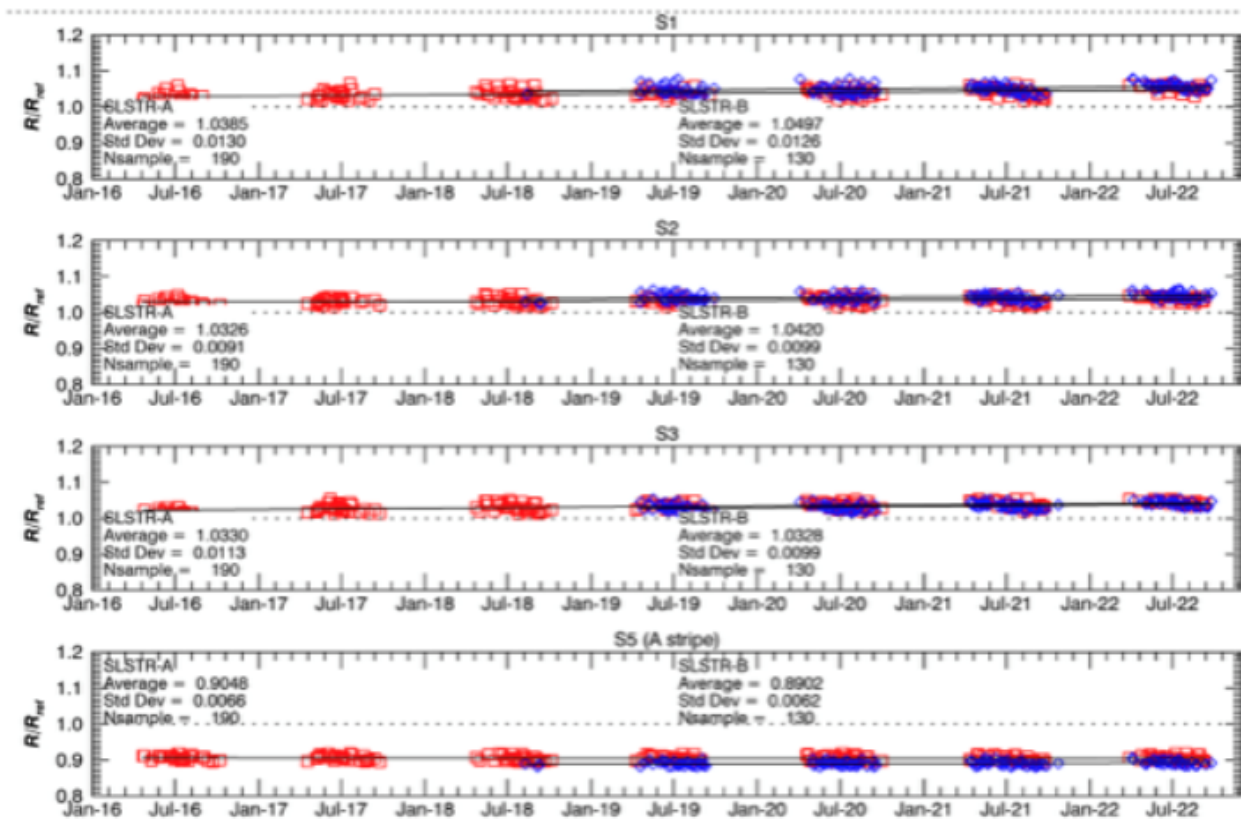 S1
1.2
1.1
1.0
0.9
0.8
R/Rref
SLSTR-A
Average = 1.0385
Std Dev = 0.0130
Nsample = 190
SLSTR-B
Average = 1.0497
Std Dev = 0.0126
Nsample = 130
Jan-16 Jul-16 Jan-17 Jul-17 Jan-18 Jul-18 Jan-19 Jul-19 Jan-20 Jul-20 Jan-21 Jul-21 Jan-22 Jul-22
S2
1.2
1.1
1.0
0.9
0.8
R/Rref
SLSTR-A
Average = 1.0326
Std Dev = 0.0091
Nsample = 190
SLSTR-B
Average = 1.0420
Std Dev = 0.0099
Nsample = 130
Jan-16 Jul-16 Jan-17 Jul-17 Jan-18 Jul-18 Jan-19 Jul-19 Jan-20 Jul-20 Jan-21 Jul-21 Jan-22 Jul-22
S3
1.2
1.1
1.0
0.9
0.8
R/Rref
SLSTR-A
Average = 1.0330
Std Dev = 0.0113
Nsample = 190
SLSTR-B
Average = 1.0328
Std Dev = 0.0099
Nsample = 130
Jan-16 Jul-16 Jan-17 Jul-17 Jan-18 Jul-18 Jan-19 Jul-19 Jan-20 Jul-20 Jan-21 Jul-21 Jan-22 Jul-22
S5 (A stripe)
1.2
1.1
1.0
0.9
0.8
R/Rref
SLSTR-A
Average = 0.9048
Std Dev = 0.0066
Nsample = 190
SLSTR-B
Average = 0.8902
Std Dev = 0.0062
Nsample = 130
Jan-16 Jul-16 Jan-17 Jul-17 Jan-18 Jul-18 Jan-19 Jul-19 Jan-20 Jul-20 Jan-21 Jul-21 Jan-22 Jul-22